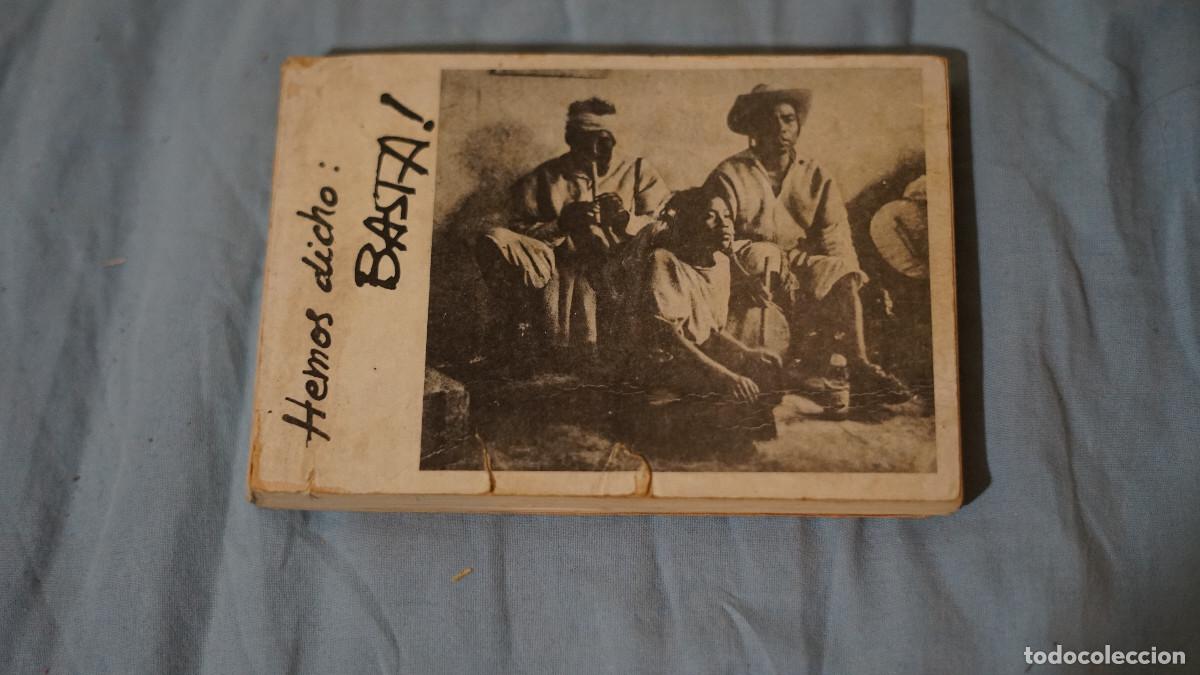 Hemos dicho:
BASTA!
todocoleccion